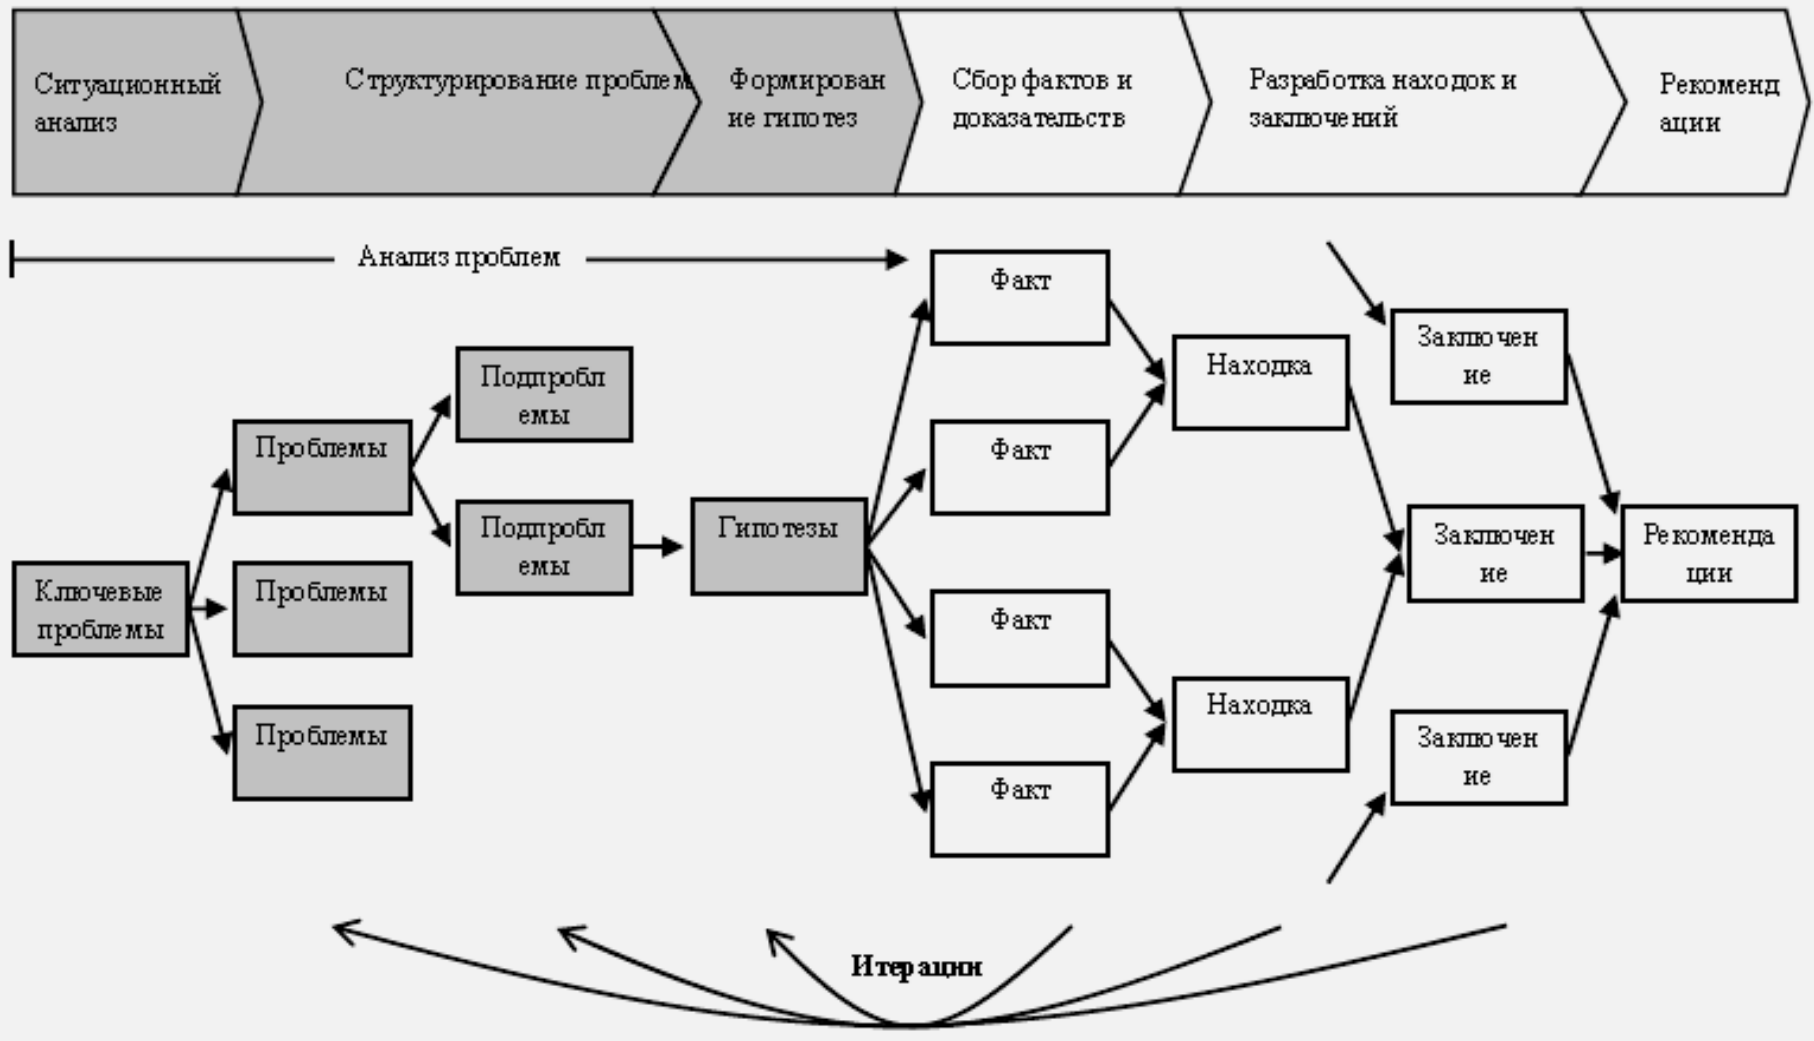 Ситуационный
анализ
Структурирование проблем
Формирован
ие гипотез
Сбор фактов и
доказательств
Разработка находок и
заключений
Рекоменд
ации
Анализ проблем
Ключевые
проблемы
Проблемы
Проблемы
Проблемы
Подпробл
емы
Подпробл
емы
Гипотезы
Факт
Факт
Факт
Факт
Находка
Находка
Заключен
ие
Заключен
ие
Заключен
ие
Рекоменда
ции
Итерации